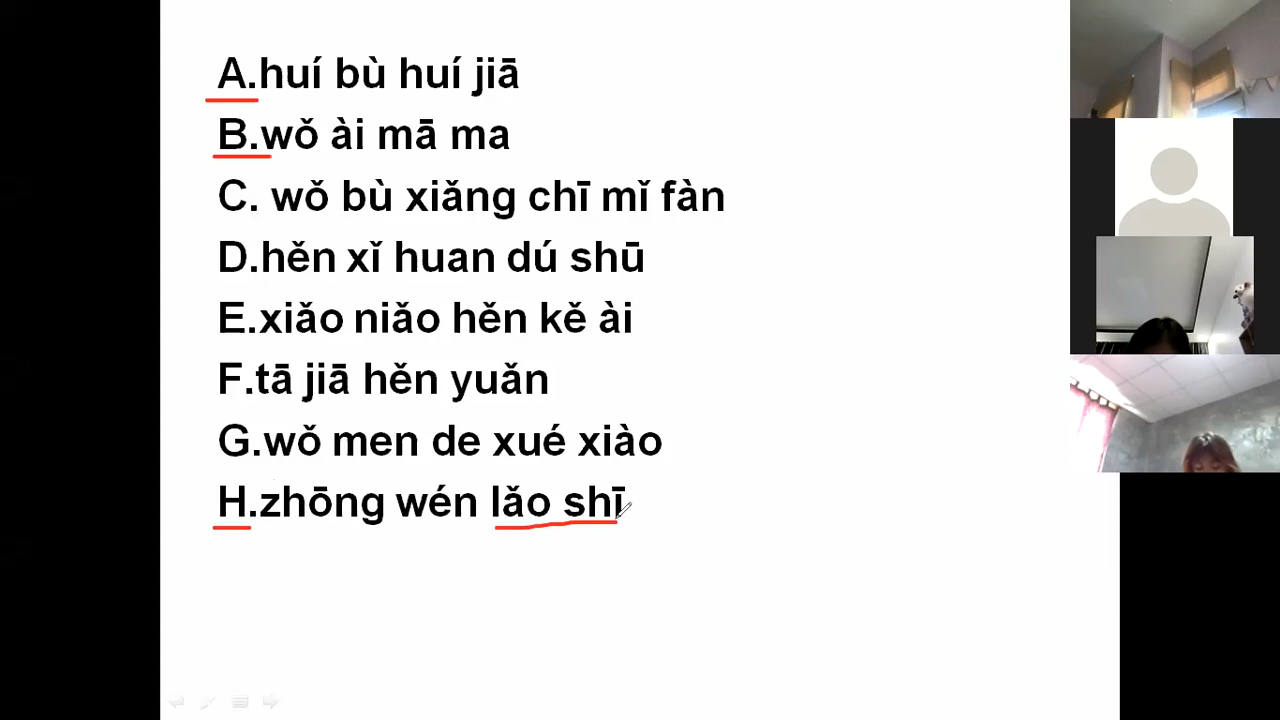 A.huí bù huí jiā
B.wǒ ài mā ma
C. wǒ bù xiǎng chī mǐ fàn
D.hěn xǐ huan dú shū
E.xiǎo niǎo hěn kě ài
F.tā jiā hěn yuǎn
G.wǒ men de xué xiào
H.zhōng wén lǎo shī